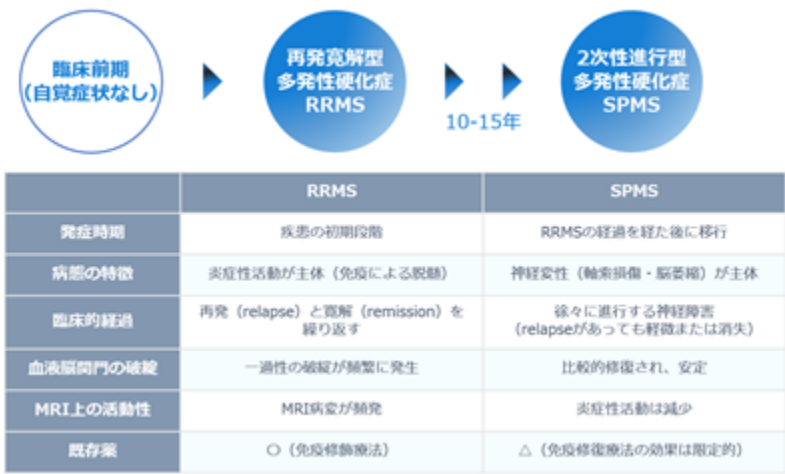 臨床前期
(自覚症状なし)
再発寛解型
多発性硬化症
RRMS
10-15年
2次性進行型
多発性硬化症
SPMS
RRMS
SPMS
発症時期
疾患の初期段階
RRMSの経過を経た後に移行
病態の特徴
炎症性活動が主体（免疫による脱髄）
神経変性（軸索損傷・脳萎縮）が主体
臨床的経過
再発（relapse）と寛解（remission）を
繰り返す
徐々に進行する神経障害
(relapseがあっても軽微または消失)
血液脳関門の破綻
一過性の破綻が頻繁に発生
比較的修復され、安定
MRI上の活動性
MRI病変が頻発
炎症性活動は減少
既存薬
〇（免疫修飾療法）
△（免疫修復療法の効果は限定的）